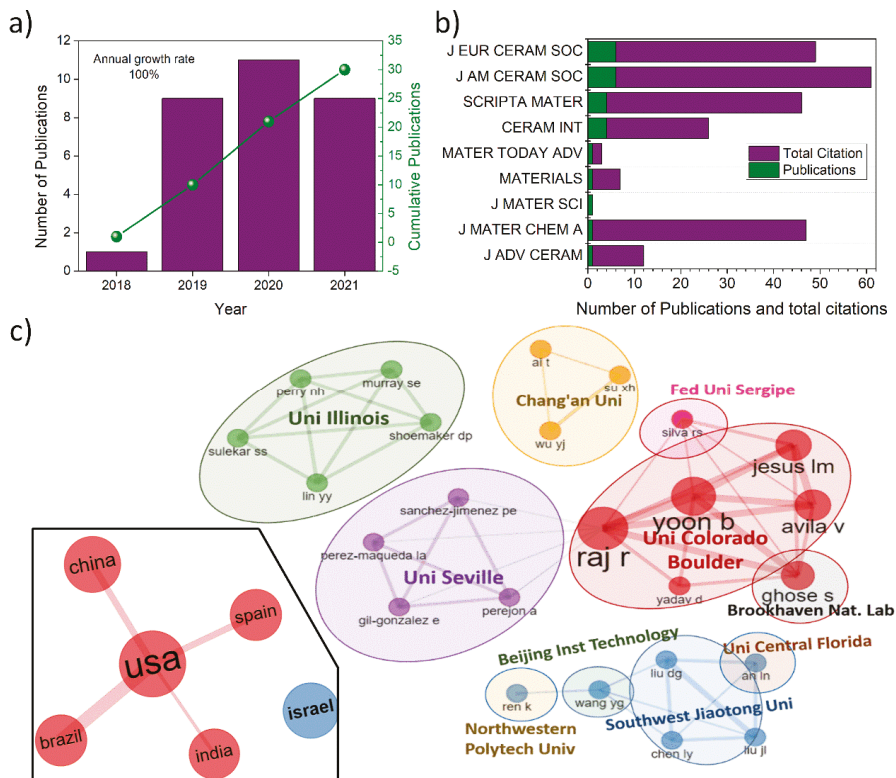 a)
Annual growth rate
100%
Number of Publications
0
2
4
6
8
10
12
2018
2019
2020
2021
Year
-5
0
5
10
15
20
25
30
35
Cumulative Publications
b)
J EUR CERAM SOC
J AM CERAM SOC
SCRIPTA MATER
CERAM INT
MATER TODAY ADV
MATERIALS
J MATER SCI
J MATER CHEM A
J ADV CERAM
Total Citation
Publications
0
10
20
30
40
50
60
Number of Publications and total citations
c)
perry nh
murray se
Uni Illinois
sulekar ss
shoemaker dp
lin yy
ai t
su xh
Chang'an Uni
wu yj
Fed Uni Sergipe
silva rs
jesus lm
yoon b
avila v
raj r
Uni Colorado
Boulder
yadav d
ghose s
Brookhaven Nat. Lab
sanchez-jimenez pe
perez-maqueda la
Uni Seville
gil-gonzalez e
perejon a
china
spain
usa
israel
brazil
india
Beijing Inst Technology
Uni Central Florida
liu dg
an ln
ren k
wang yg
Southwest Jiaotong Uni
Northwestern
Polytech Univ
chen ly
liu jl